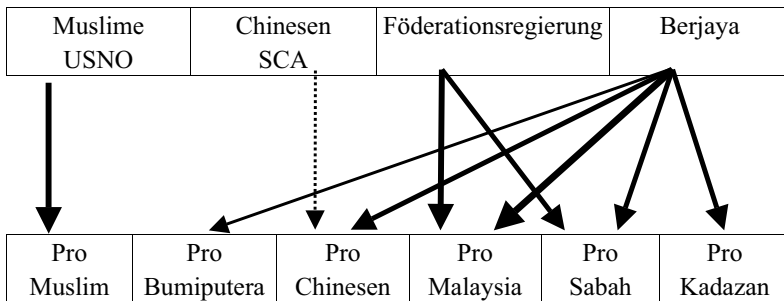 Muslime
USNO
Chinesen
SCA
Föderationsregierung
Berjaya
Pro
Muslim
Pro
Bumiputera
Pro
Chinesen
Pro
Malaysia
Pro
Sabah
Pro
Kadazan